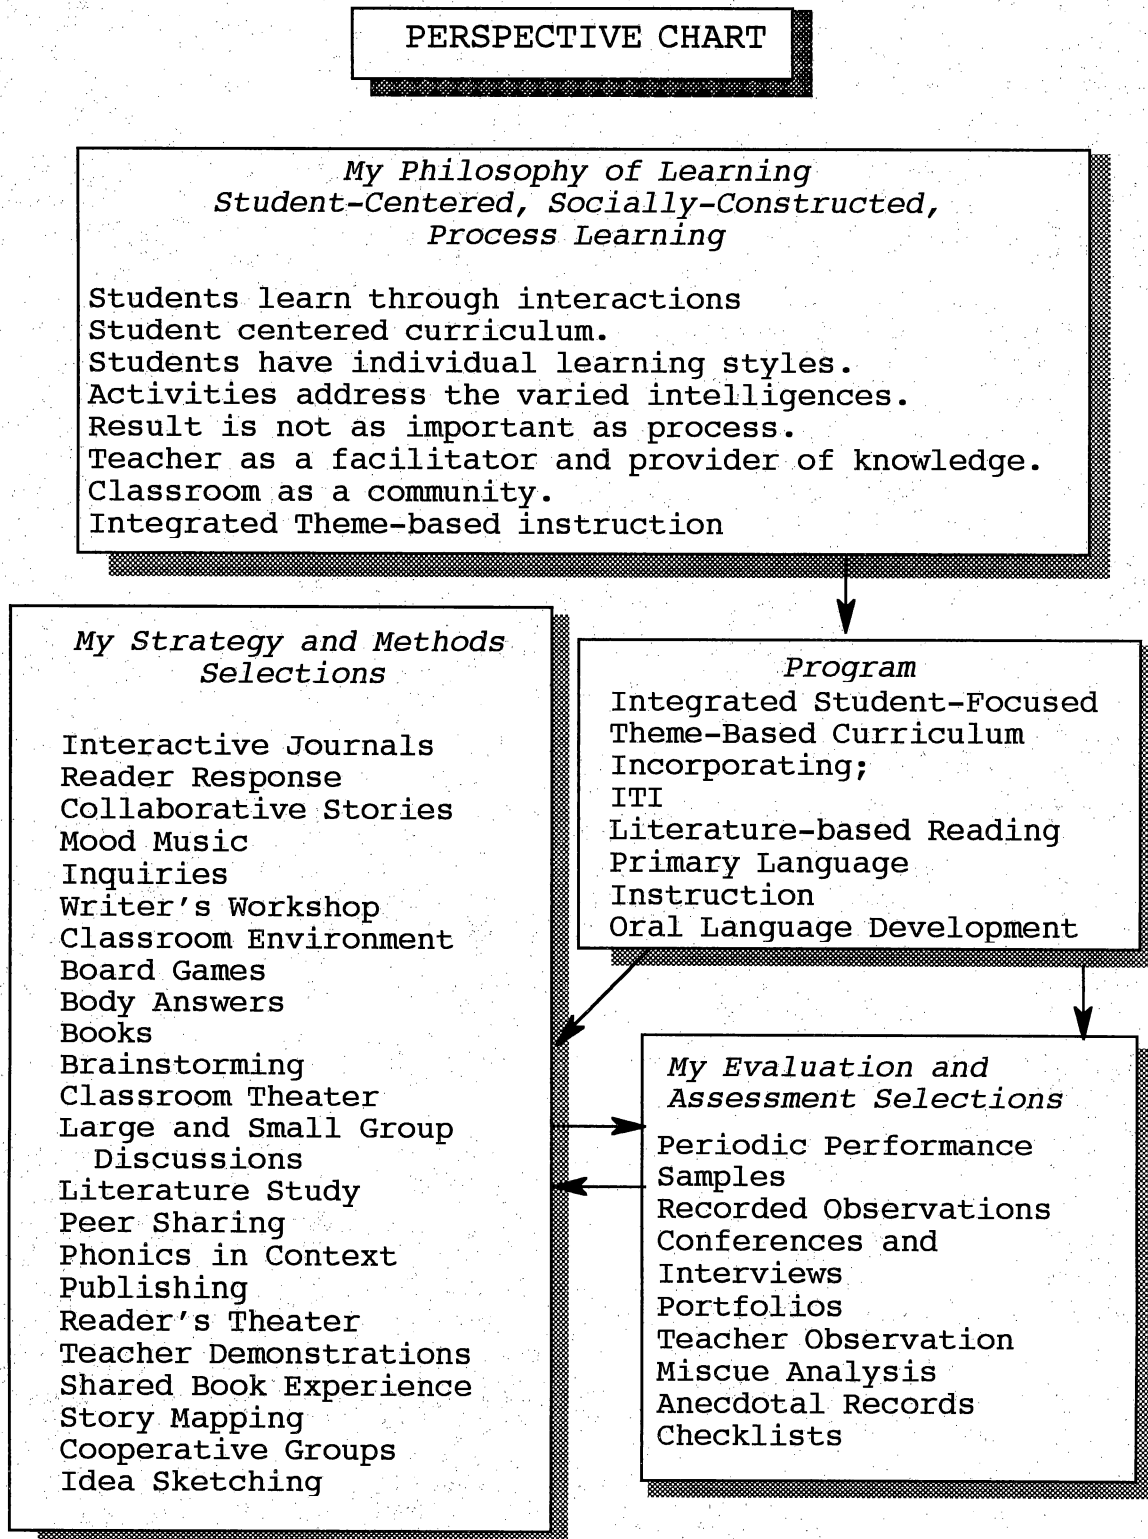 PERSPECTIVE CHART
My Philosophy of Learning
Student-Centered, Socially-Constructed,
Process Learning
Students learn through interactions
Student centered curriculum.
Students have individual learning styles.
Activities address the varied intelligences.
Result is not as important as process.
Teacher as a facilitator and provider of knowledge.
Classroom as a community.
Integrated Theme-based instruction
My Strategy and Methods
Selections
Interactive Journals
Reader Response
Collaborative Stories
Mood Music
Inquiries
Writer's Workshop
Classroom Environment
Board Games
Body Answers
Books
Brainstorming
Classroom Theater
Large and Small Group
Discussions
Literature Study
Peer Sharing
Phonics in Context
Publishing
Reader's Theater
Teacher Demonstrations
Shared Book Experience
Story Mapping
Cooperative Groups
Idea Sketching
Program
Integrated Student-Focused
Theme-Based Curriculum
Incorporating;
ITI
Literature-based Reading
Primary Language
Instruction
Oral Language Development
My Evaluation and
Assessment Selections
Periodic Performance
Samples
Recorded Observations
Conferences and
Interviews
Portfolios
Teacher Observation
Miscue Analysis
Anecdotal Records
Checklists